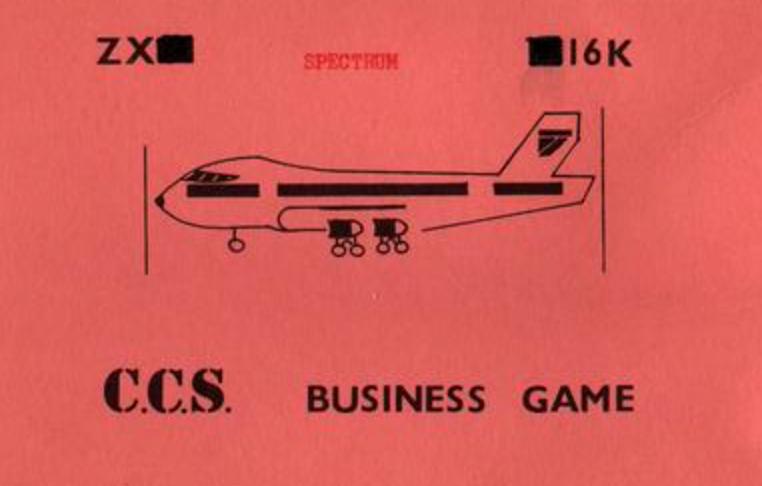 ZX SPECTRUM 16K
C.C.S. BUSINESS GAME